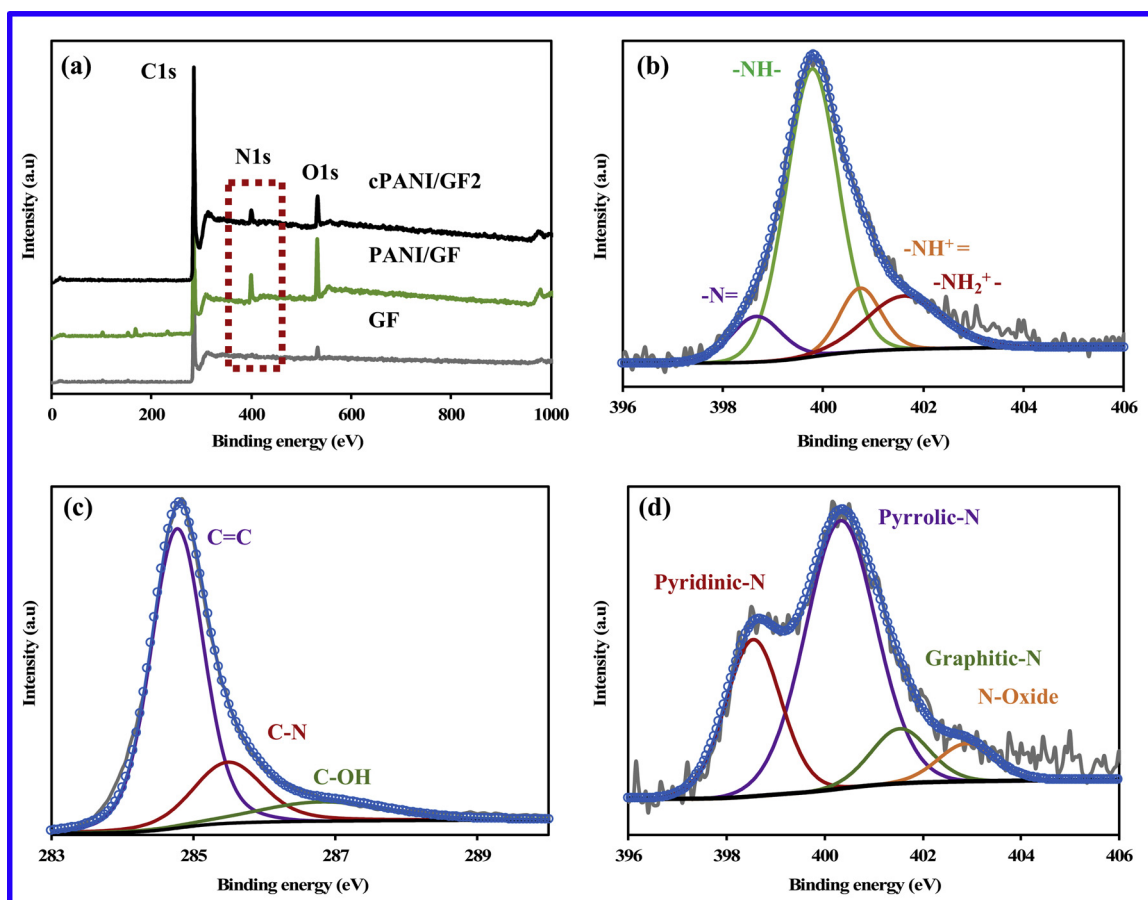 (a)
C1s
N1s
O1s
cPANI/GF2
PANI/GF
GF
Intensity (a.u)
0 200 400 600 800 1000
Binding energy (eV)
(b)
-NH-
-N=
-NH⁺=
-NH₂⁺-
Intensity (a.u)
396 398 400 402 404 406
Binding energy (eV)
(c)
C=C
C-N
C-OH
Intensity (a.u)
283 285 287 289
Binding energy (eV)
(d)
Pyrrolic-N
Pyridinic-N
Graphitic-N
N-Oxide
Intensity (a.u)
396 398 400 402 404 406
Binding energy (eV)